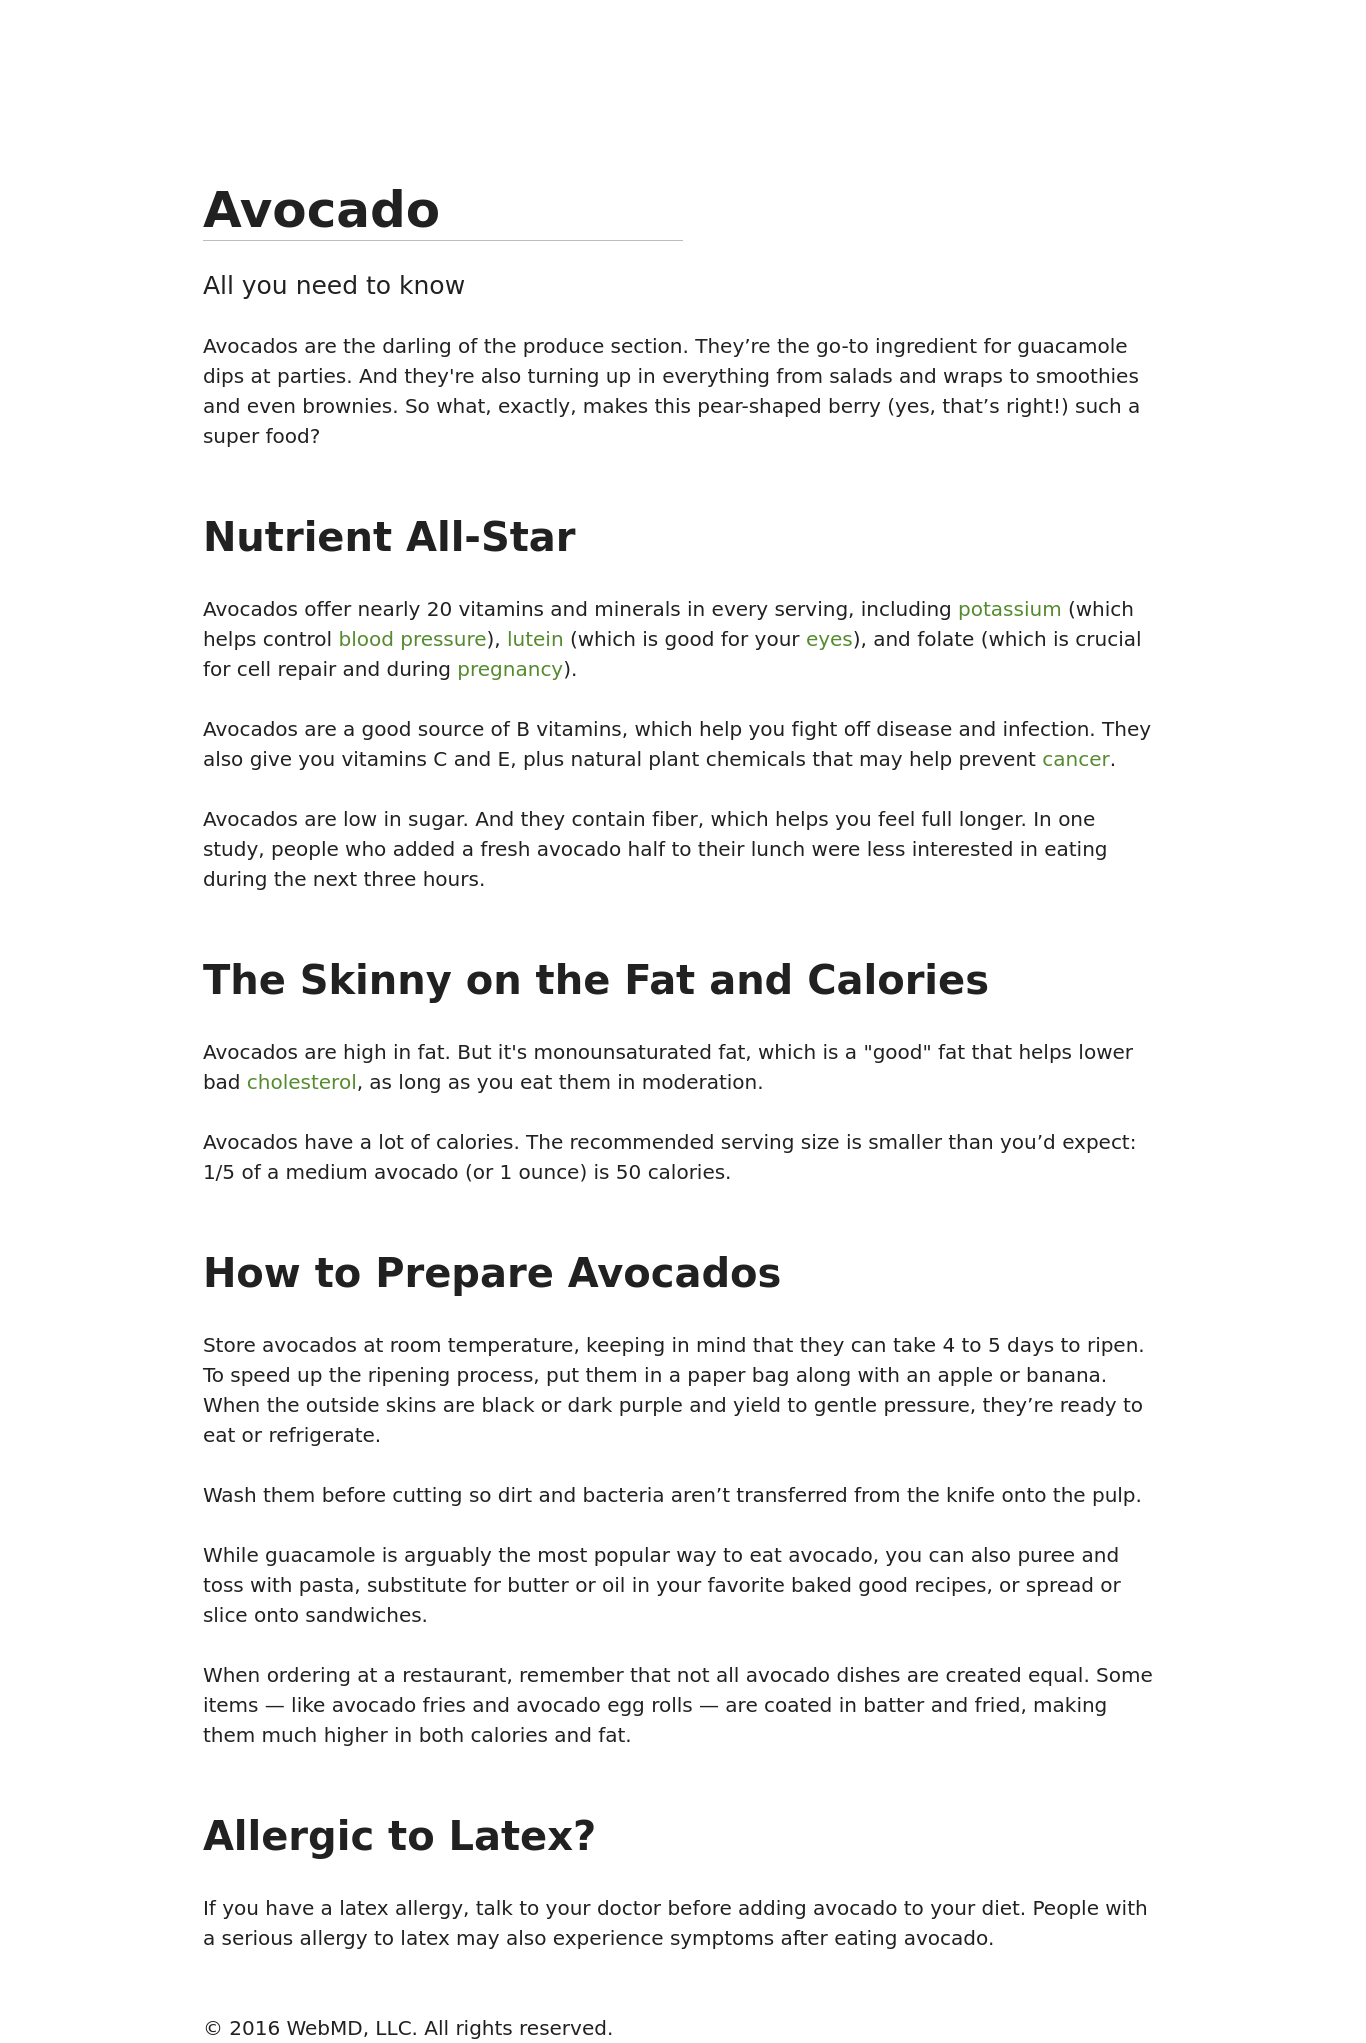 Avocado
All you need to know
Avocados are the darling of the produce section. They’re the go-to ingredient for guacamole
dips at parties. And they're also turning up in everything from salads and wraps to smoothies
and even brownies. So what, exactly, makes this pear-shaped berry (yes, that’s right!) such a
super food?
Nutrient All-Star
Avocados offer nearly 20 vitamins and minerals in every serving, including potassium (which
helps control blood pressure), lutein (which is good for your eyes), and folate (which is crucial
for cell repair and during pregnancy).
Avocados are a good source of B vitamins, which help you fight off disease and infection. They
also give you vitamins C and E, plus natural plant chemicals that may help prevent cancer.
Avocados are low in sugar. And they contain fiber, which helps you feel full longer. In one
study, people who added a fresh avocado half to their lunch were less interested in eating
during the next three hours.
The Skinny on the Fat and Calories
Avocados are high in fat. But it's monounsaturated fat, which is a "good" fat that helps lower
bad cholesterol, as long as you eat them in moderation.
Avocados have a lot of calories. The recommended serving size is smaller than you’d expect:
1/5 of a medium avocado (or 1 ounce) is 50 calories.
How to Prepare Avocados
Store avocados at room temperature, keeping in mind that they can take 4 to 5 days to ripen.
To speed up the ripening process, put them in a paper bag along with an apple or banana.
When the outside skins are black or dark purple and yield to gentle pressure, they’re ready to
eat or refrigerate.
Wash them before cutting so dirt and bacteria aren’t transferred from the knife onto the pulp.
While guacamole is arguably the most popular way to eat avocado, you can also puree and
toss with pasta, substitute for butter or oil in your favorite baked good recipes, or spread or
slice onto sandwiches.
When ordering at a restaurant, remember that not all avocado dishes are created equal. Some
items — like avocado fries and avocado egg rolls — are coated in batter and fried, making
them much higher in both calories and fat.
Allergic to Latex?
If you have a latex allergy, talk to your doctor before adding avocado to your diet. People with
a serious allergy to latex may also experience symptoms after eating avocado.
© 2016 WebMD, LLC. All rights reserved.